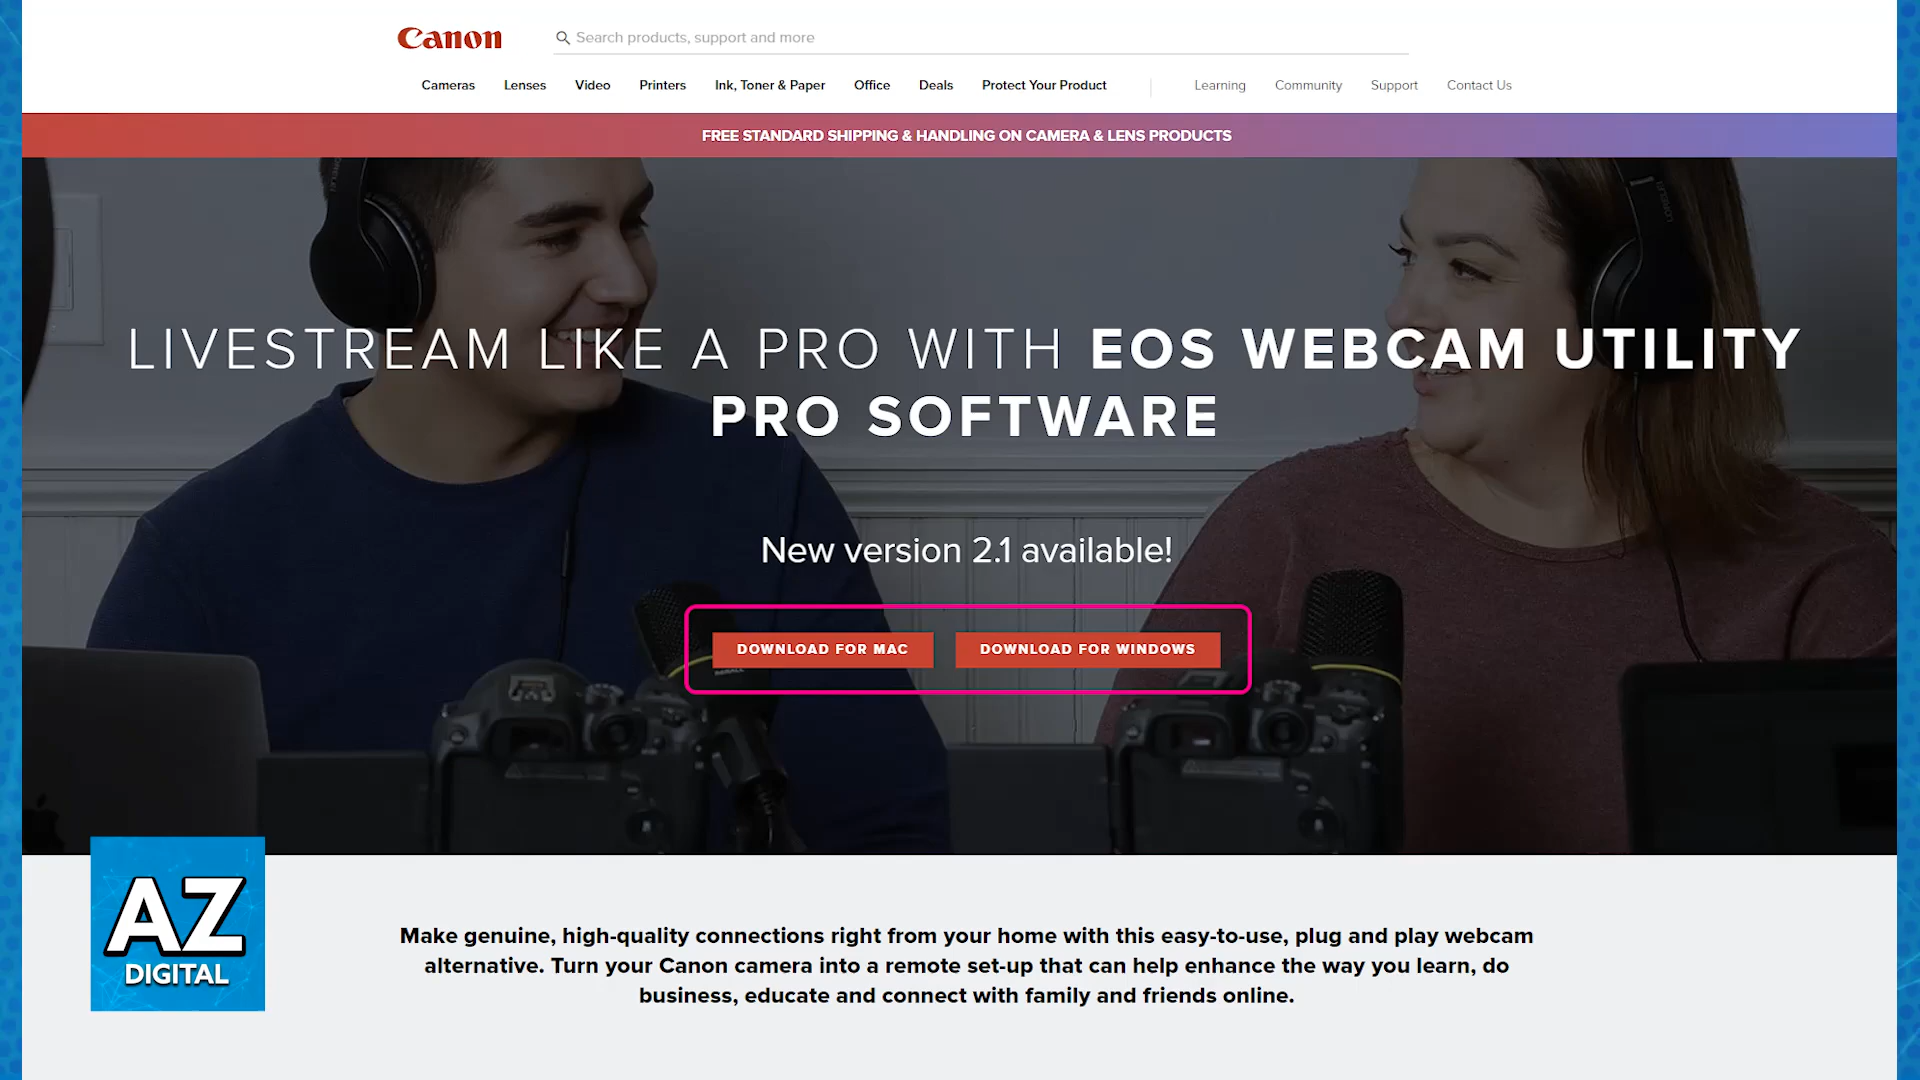 Canon
Search products, support and more
Cameras Lenses Video Printers Ink, Toner & Paper Office Deals Protect Your Product Learning Community Support Contact Us
FREE STANDARD SHIPPING & HANDLING ON CAMERA & LENS PRODUCTS
LIVESTREAM LIKE A PRO WITH EOS WEBCAM UTILITY
PRO SOFTWARE
New version 2.1 available!
DOWNLOAD FOR MAC DOWNLOAD FOR WINDOWS
AZ
DIGITAL
Make genuine, high-quality connections right from your home with this easy-to-use, plug and play webcam
alternative. Turn your Canon camera into a remote set-up that can help enhance the way you learn, do
business, educate and connect with family and friends online.